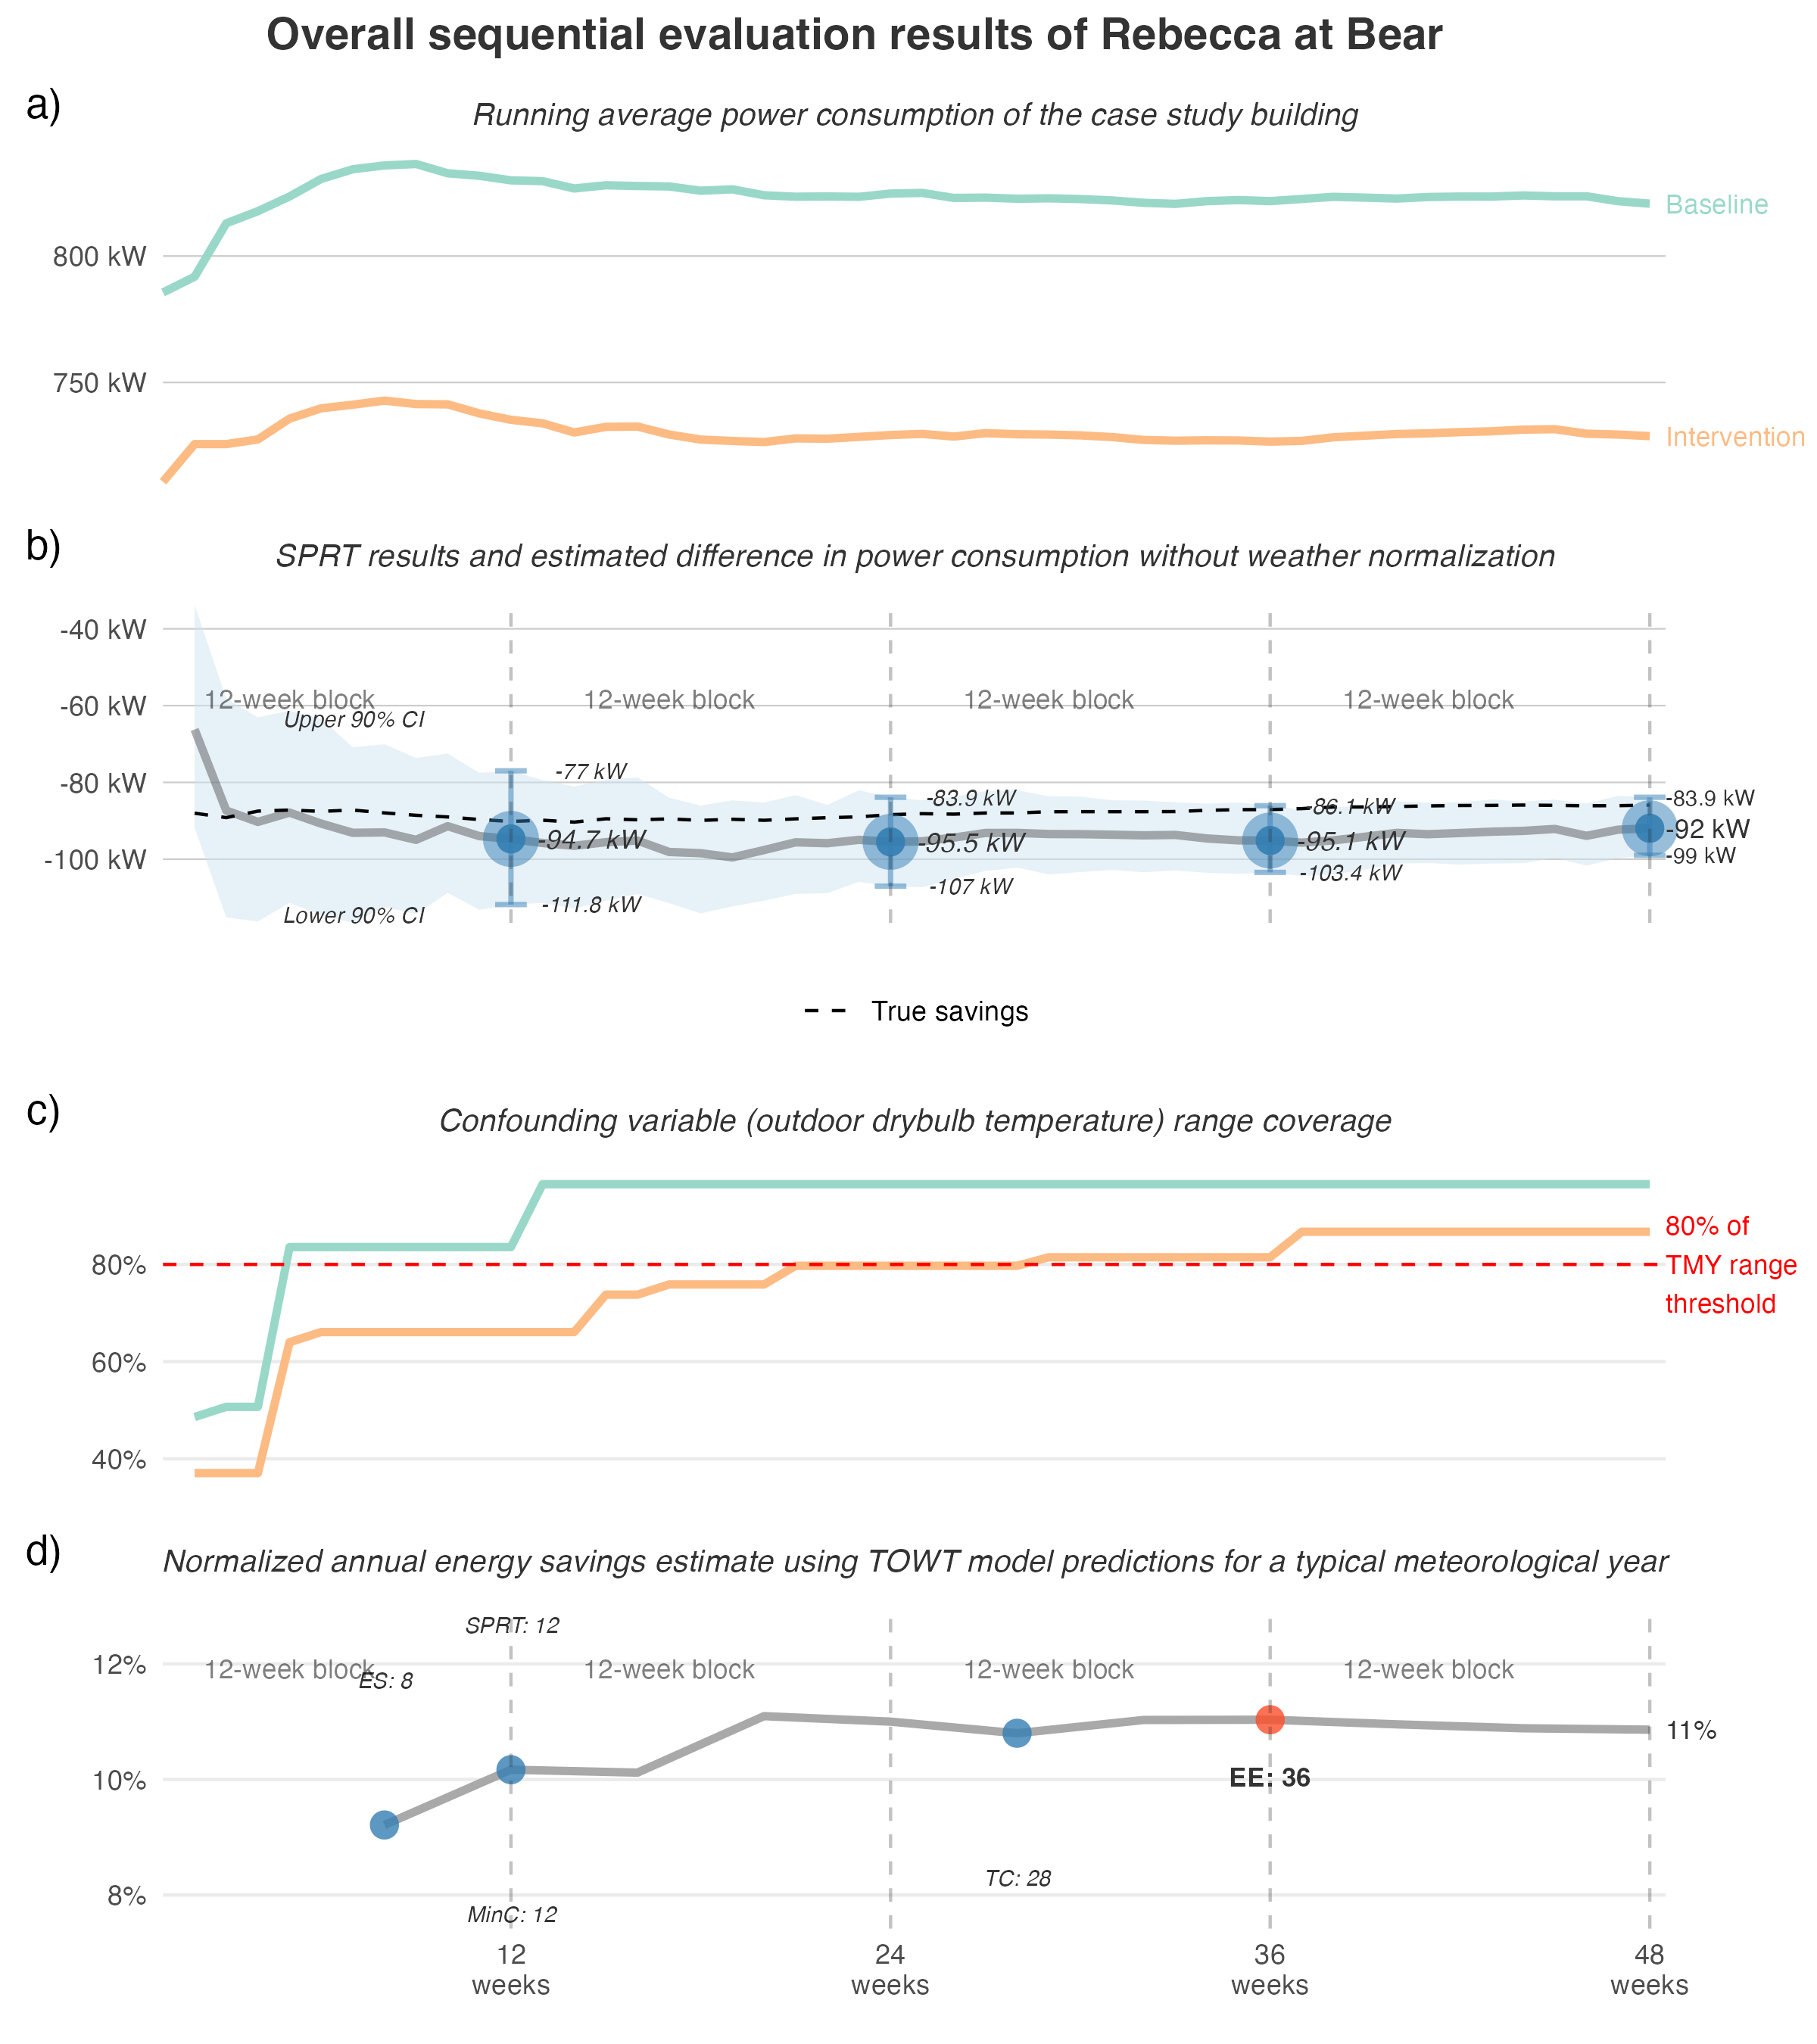 Overall sequential evaluation results of Rebecca at Bear
a)
Running average power consumption of the case study building
Baseline
800 kW
750 kW
Intervention
b)
SPRT results and estimated difference in power consumption without weather normalization
-40 kW
12-week block
12-week block
12-week block
12-week block
-60 kW
Upper 90% CI
-77 kW
-80 kW
-83.9 kW
-86.1 kW
-83.9 kW
-94.7 kW
-95.5 kW
-95.1 kW
-92 kW
-100 kW
-99 kW
-103.4 kW
-107 kW
-111.8 kW
Lower 90% CI
True savings
c)
Confounding variable (outdoor drybulb temperature) range coverage
80% of
TMY range
threshold
80%
60%
40%
d)
Normalized annual energy savings estimate using TOWT model predictions for a typical meteorological year
SPRT: 12
12%
12-week block
12-week block
12-week block
12-week block
ES: 8
11%
10%
EE: 36
TC: 28
8%
MinC: 12
12
weeks
24
weeks
36
weeks
48
weeks